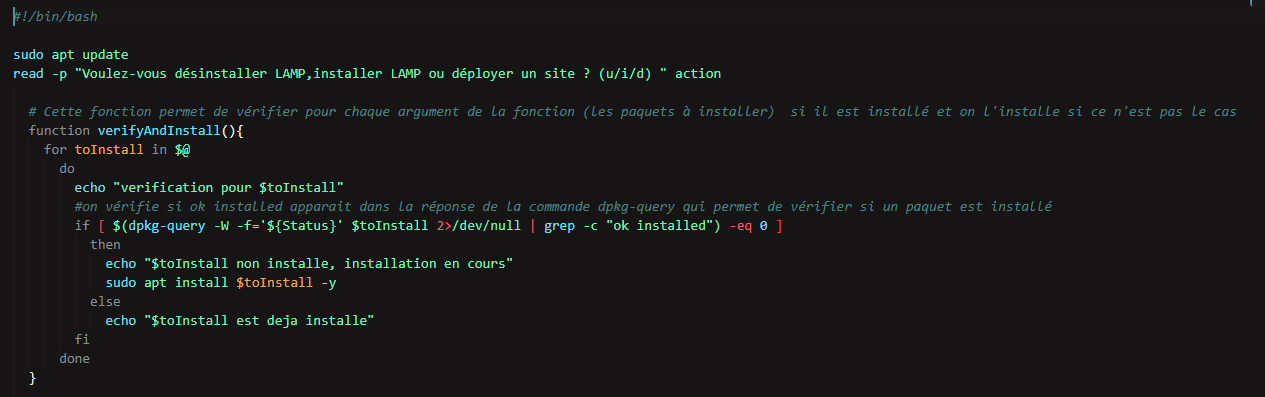 #!/bin/bash
sudo apt update
read -p "Voulez-vous désinstaller LAMP,installer LAMP ou déployer un site ? (u/i/d) " action
# Cette fonction permet de vérifier pour chaque argument de la fonction (les paquets à installer)  si il est installé et on l'installe si ce n'est pas le cas
function verifyAndInstall(){
for toInstall in $@
do
echo "verification pour $toInstall"
#on vérifie si ok installed apparait dans la réponse de la commande dpkg-query qui permet de vérifier si un paquet est installé
if [ $(dpkg-query -W -f='${Status}' $toInstall 2>/dev/null | grep -c "ok installed") -eq 0 ]
then
echo "$toInstall non installe, installation en cours"
sudo apt install $toInstall -y
else
echo "$toInstall est deja installe"
fi
done
}